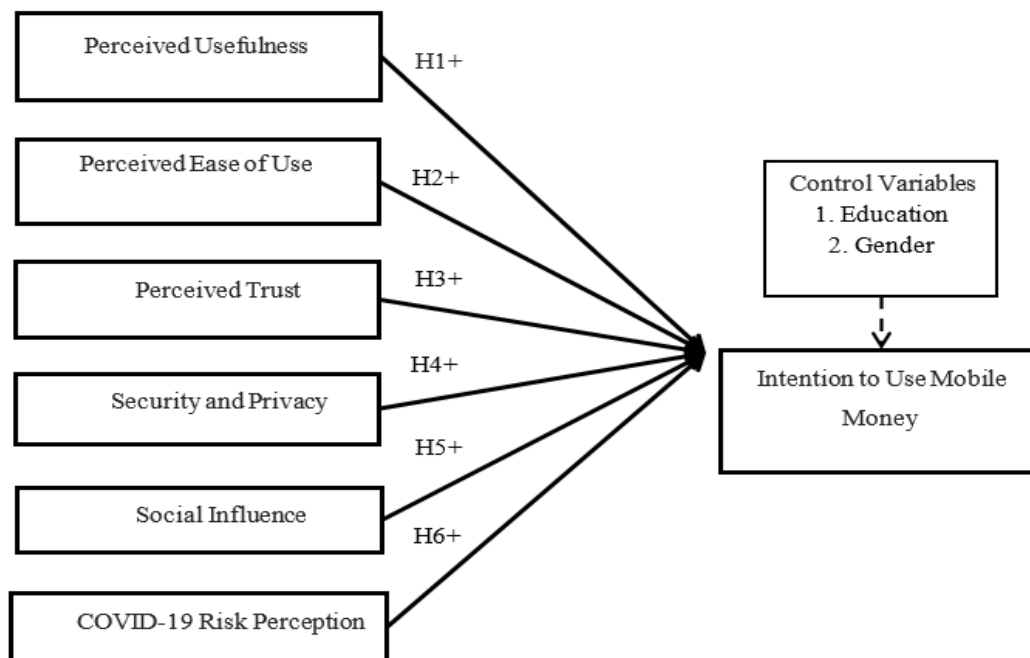 Perceived Usefulness
H1+
Perceived Ease of Use
H2+
Perceived Trust
H3+
Security and Privacy
H4+
Social Influence
H5+
COVID-19 Risk Perception
H6+
Control Variables
1. Education
2. Gender
Intention to Use Mobile
Money